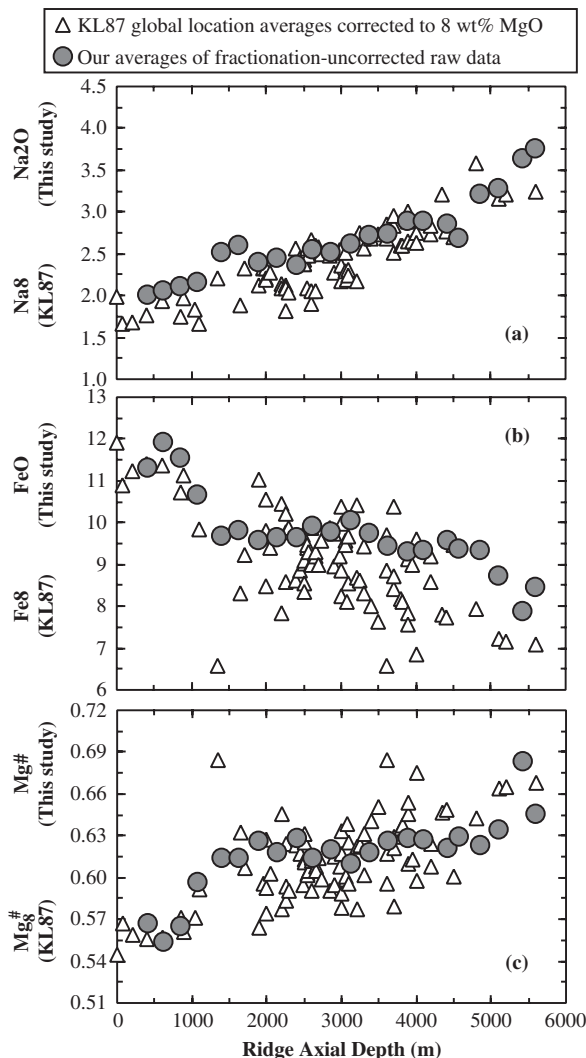 △ KL87 global location averages corrected to 8 wt% MgO
Our averages of fractionation-uncorrected raw data
Na2O
(This study)
Na8
(KL87)
4.5
4.0
3.5
3.0
2.5
2.0
1.5
1.0
(a)
FeO
(This study)
Fe8
(KL87)
13
12
11
10
9
8
7
6
(b)
Mg#
(This study)
Mg#8
(KL87)
0.72
0.69
0.66
0.63
0.60
0.57
0.54
0.51
(c)
0 1000 2000 3000 4000 5000 6000
Ridge Axial Depth (m)